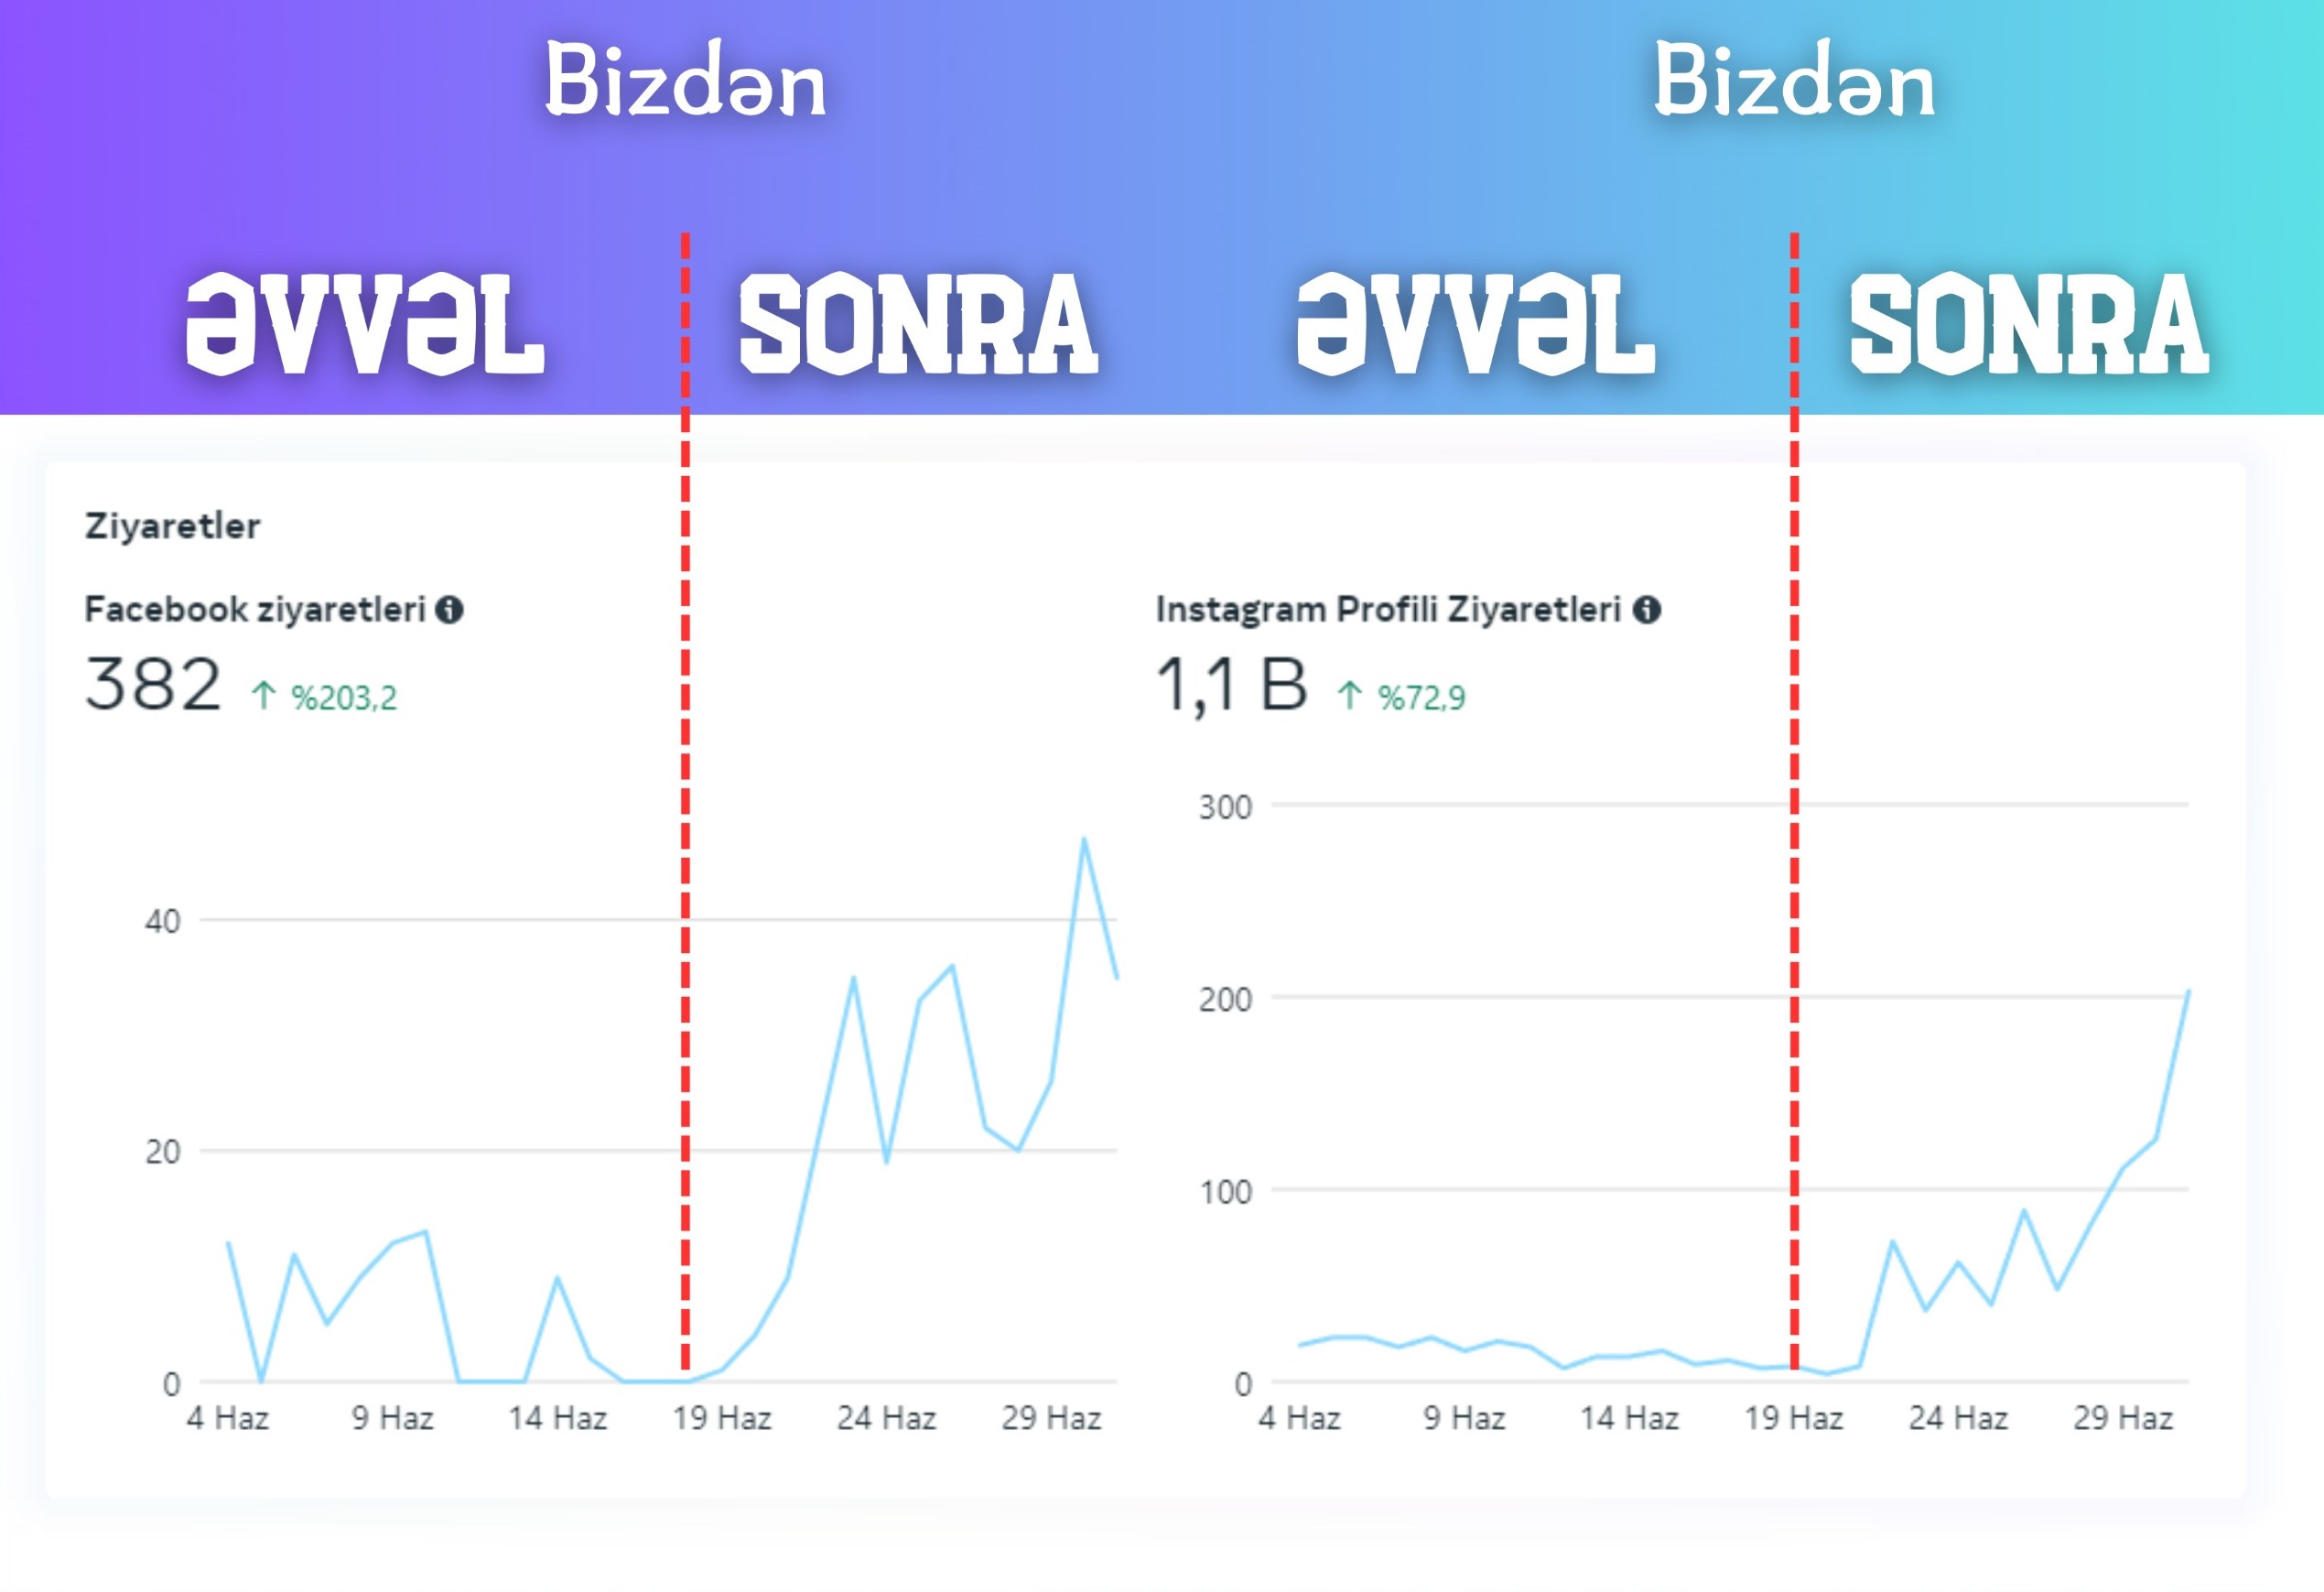 Bizdən
Bizdən
ƏVVƏL
SONRA
ƏVVƏL
SONRA
Ziyaretler
Facebook ziyaretleri
382 ↑ %203,2
40
20
0
4 Haz 9 Haz 14 Haz 19 Haz 24 Haz 29 Haz
Instagram Profili Ziyaretleri
1,1 B ↑ %72,9
300
200
100
0
4 Haz 9 Haz 14 Haz 19 Haz 24 Haz 29 Haz